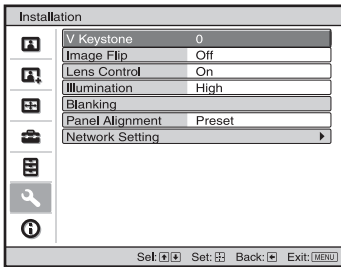 Installation
V Keystone 0
Image Flip Off
Lens Control On
Illumination High
Blanking
Panel Alignment Preset
Network Setting
Sel: Set: Back: Exit: MENU